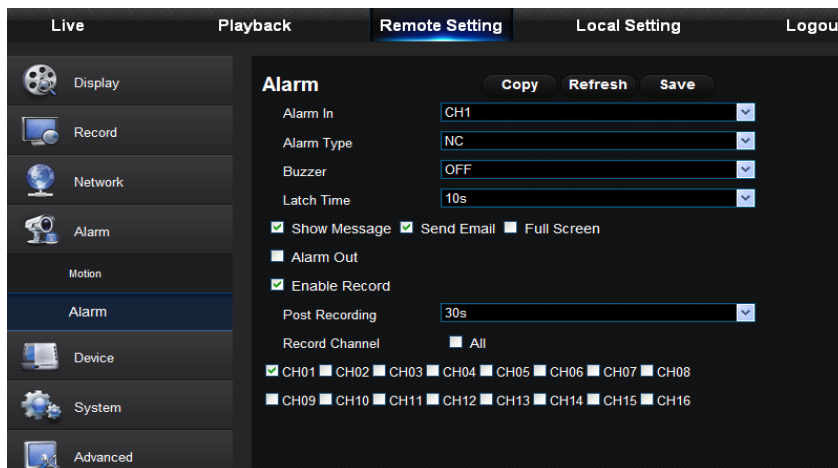 Live Playback Remote Setting Local Setting Logou
Display
Record
Network
Alarm
Motion
Alarm
Device
System
Advanced
Alarm Copy Refresh Save
Alarm In CH1
Alarm Type NC
Buzzer OFF
Latch Time 10s
Show Message Send Email Full Screen
Alarm Out
Enable Record
Post Recording 30s
Record Channel All
CH01 CH02 CH03 CH04 CH05 CH06 CH07 CH08
CH09 CH10 CH11 CH12 CH13 CH14 CH15 CH16